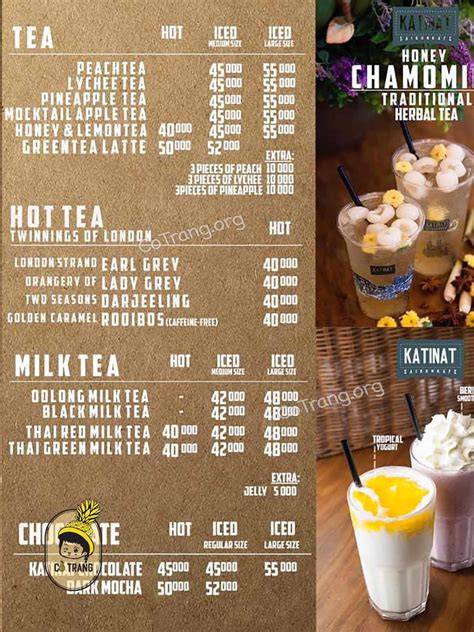 TEA HOT ICED MEDIUM SIZE ICED LARGE SIZE
PEACH TEA 45 000 55 000
LYCHEE TEA 45 000 55 000
PINEAPPLE TEA 45 000 55 000
MOCKTAIL APPLE TEA 45 000 55 000
HONEY & LEMON TEA 40 000 45 000 55 000
GREENTEA LATTE 50 000 52 000
EXTRA:
3 PIECES OF PEACH 10 000
3 PIECES OF LYCHEE 10 000
3 PIECES OF PINEAPPLE 10 000
HOT TEA
TWINNINGS OF LONDON HOT
LONDON STRAND EARL GREY 40 000
ORANGERY OF LADY GREY 40 000
TWO SEASONS DARJEELING 40 000
GOLDEN CARAMEL ROOIBOS (CAFFEINE-FREE) 40 000
MILK TEA HOT ICED MEDIUM SIZE ICED LARGE SIZE
OOLONG MILK TEA - 42 000 48 000
BLACK MILK TEA - 42 000 48 000
THAI RED MILK TEA 40 000 42 000 48 000
THAI GREEN MILK TEA 40 000 42 000 48 000
EXTRA:
JELLY 5 000
HOT ICED REGULAR SIZE ICED LARGE SIZE
CHOCOLATE 45 000 45 000 55 000
DARK MOCHA 50 000 52 000
KATINAT
SAIGON KAFE
HONEY
CHAMOMI
TRADITIONAL
HERBAL TEA
KATINAT
KATINAT
SAIGON KAFE
TROPICAL
YOGURT
BER
SMOOT
CoTrang.org
CoTrang.org
CÔ TRANG